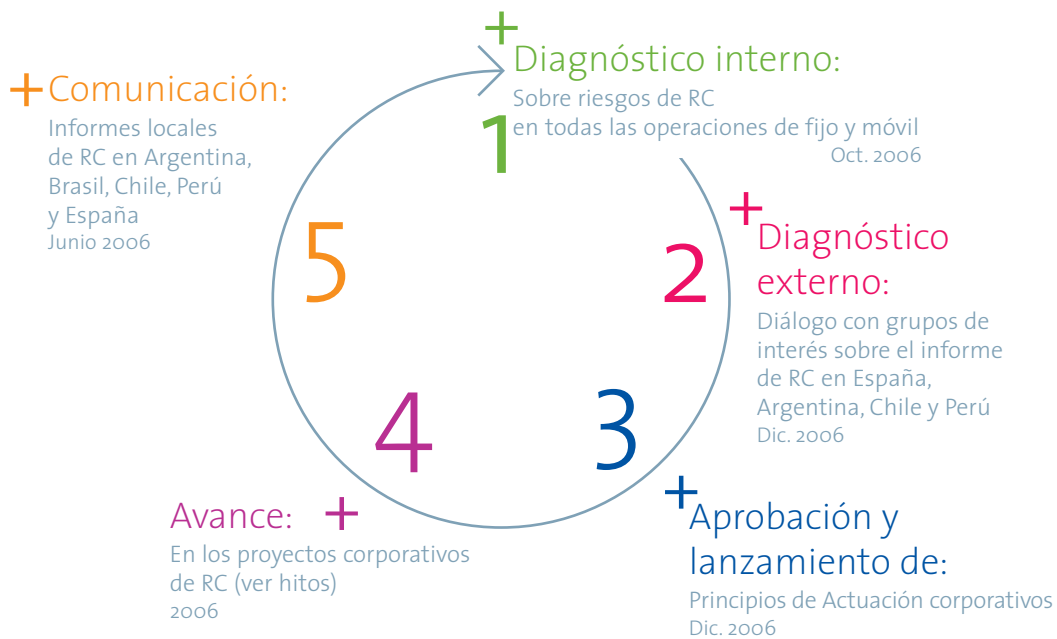 +
Diagnóstico interno:
Sobre riesgos de RC
en todas las operaciones de fijo y móvil
Oct. 2006
1
+
Diagnóstico
externo:
Diálogo con grupos de
interés sobre el informe
de RC en España,
Argentina, Chile y Perú
Dic. 2006
2
+
Aprobación y
lanzamiento de:
Principios de Actuación corporativos
Dic. 2006
3
Avance: +
En los proyectos corporativos
de RC (ver hitos)
2006
4
+ Comunicación:
Informes locales
de RC en Argentina,
Brasil, Chile, Perú
y España
Junio 2006
5